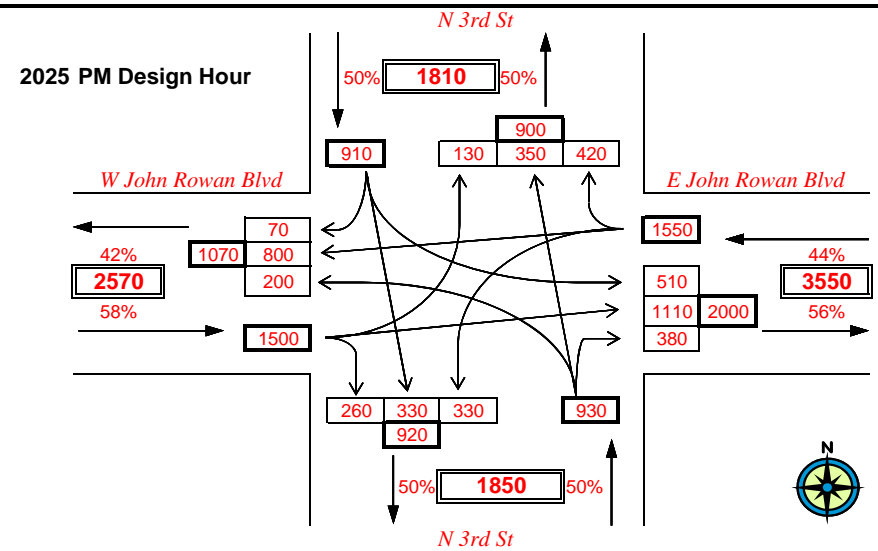 N 3rd St
2025 PM Design Hour
50% 1810 50%
900
910
130 350 420
W John Rowan Blvd
E John Rowan Blvd
70
1550
42%
1070 800
44%
2570
200
510
3550
58%
1110 2000
56%
1500
380
260 330 330
930
920
N
50% 1850 50%
N 3rd St